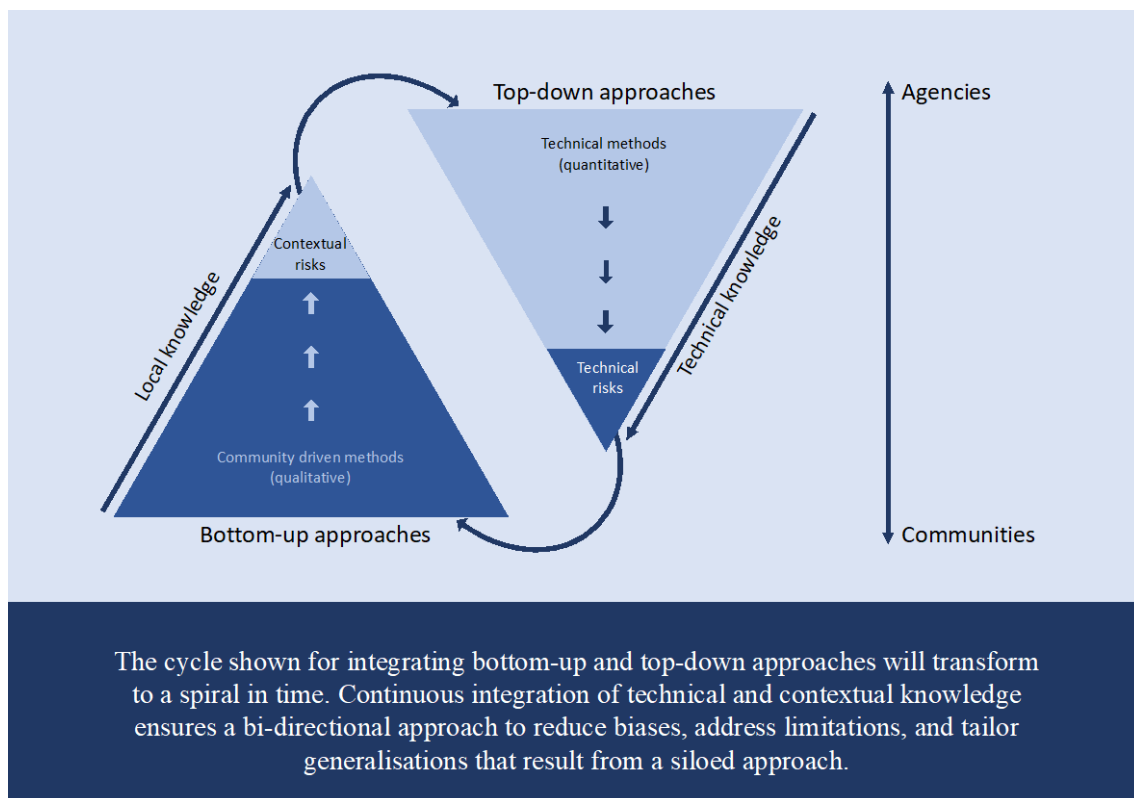 Top-down approaches
Agencies
Technical methods
(quantitative)
Technical knowledge
Technical
risks
Contextual
risks
Local knowledge
Community driven methods
(qualitative)
Bottom-up approaches
Communities
The cycle shown for integrating bottom-up and top-down approaches will transform
to a spiral in time. Continuous integration of technical and contextual knowledge
ensures a bi-directional approach to reduce biases, address limitations, and tailor
generalisations that result from a siloed approach.